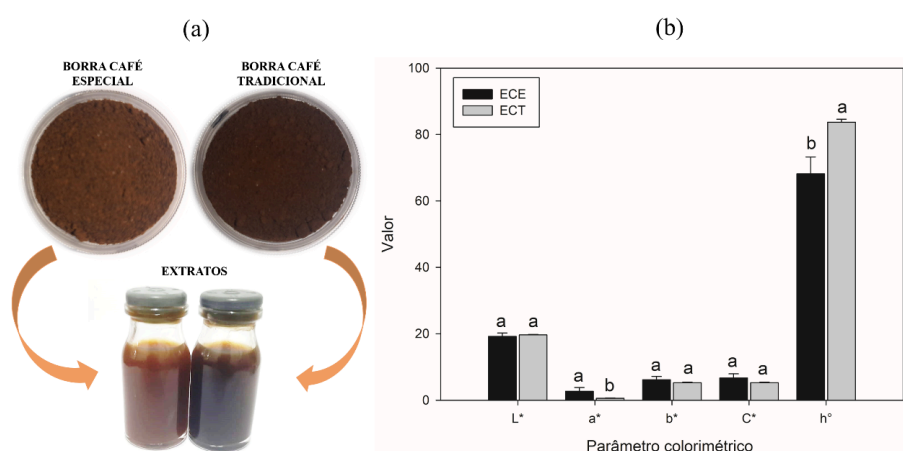 (a)
BORRA CAFÉ
ESPECIAL
BORRA CAFÉ
TRADICIONAL
EXTRATOS
(b)
100
80
60
40
20
0
Valor
ECE
ECT
a
a
a
b
a
a
a
a
b
a
L*
a*
b*
C*
h°
Parâmetro colorimétrico